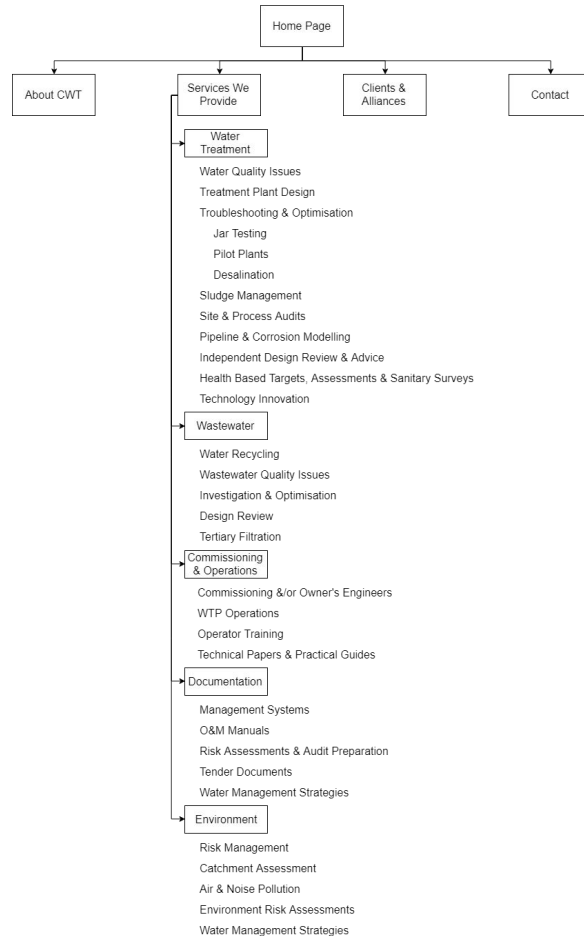 Home Page
About CWT
Services We
Provide
Clients &
Alliances
Contact
Water
Treatment
Water Quality Issues
Treatment Plant Design
Troubleshooting & Optimisation
Jar Testing
Pilot Plants
Desalination
Sludge Management
Site & Process Audits
Pipeline & Corrosion Modelling
Independent Design Review & Advice
Health Based Targets, Assessments & Sanitary Surveys
Technology Innovation
Wastewater
Water Recycling
Wastewater Quality Issues
Investigation & Optimisation
Design Review
Tertiary Filtration
Commissioning
& Operations
Commissioning &/or Owner's Engineers
WTP Operations
Operator Training
Technical Papers & Practical Guides
Documentation
Management Systems
O&M Manuals
Risk Assessments & Audit Preparation
Tender Documents
Water Management Strategies
Environment
Risk Management
Catchment Assessment
Air & Noise Pollution
Environment Risk Assessments
Water Management Strategies